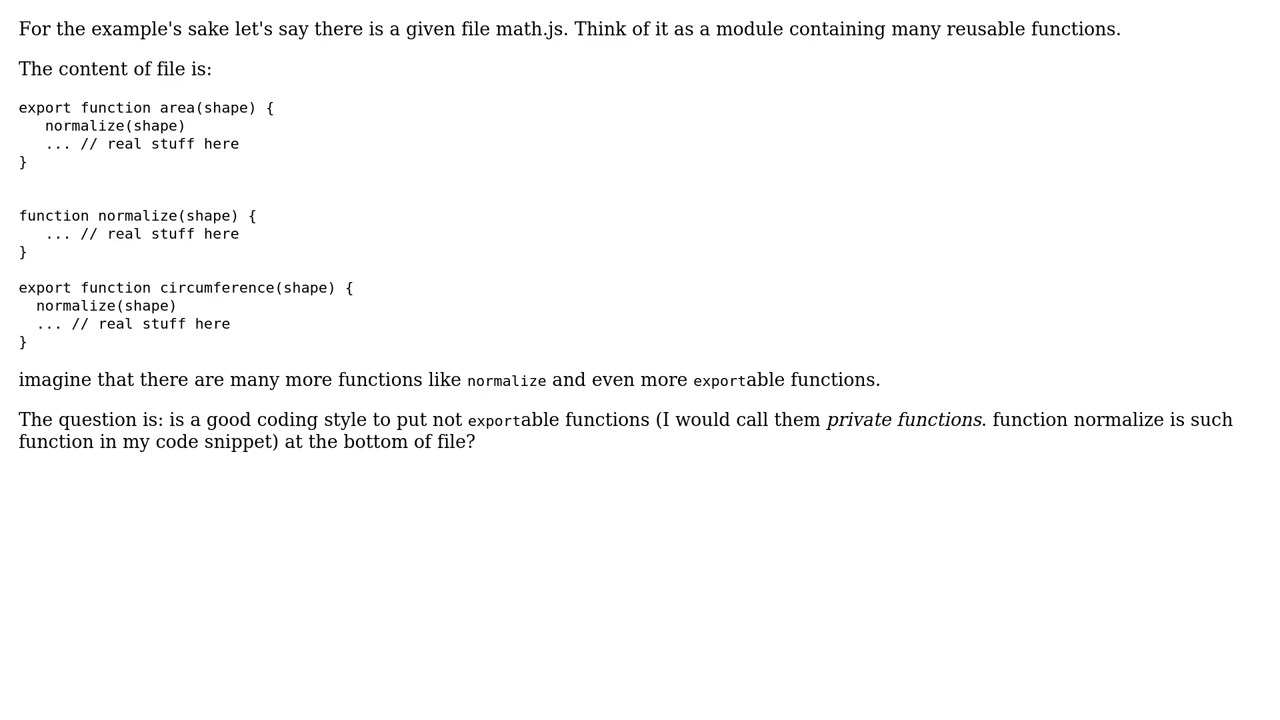 For the example's sake let's say there is a given file math.js. Think of it as a module containing many reusable functions.
The content of file is:
export function area(shape) {
   normalize(shape)
   ... // real stuff here
}
function normalize(shape) {
   ... // real stuff here
}
export function circumference(shape) {
  normalize(shape)
  ... // real stuff here
}
imagine that there are many more functions like normalize and even more exportable functions.
The question is: is a good coding style to put not exportable functions (I would call them private functions. function normalize is such
function in my code snippet) at the bottom of file?